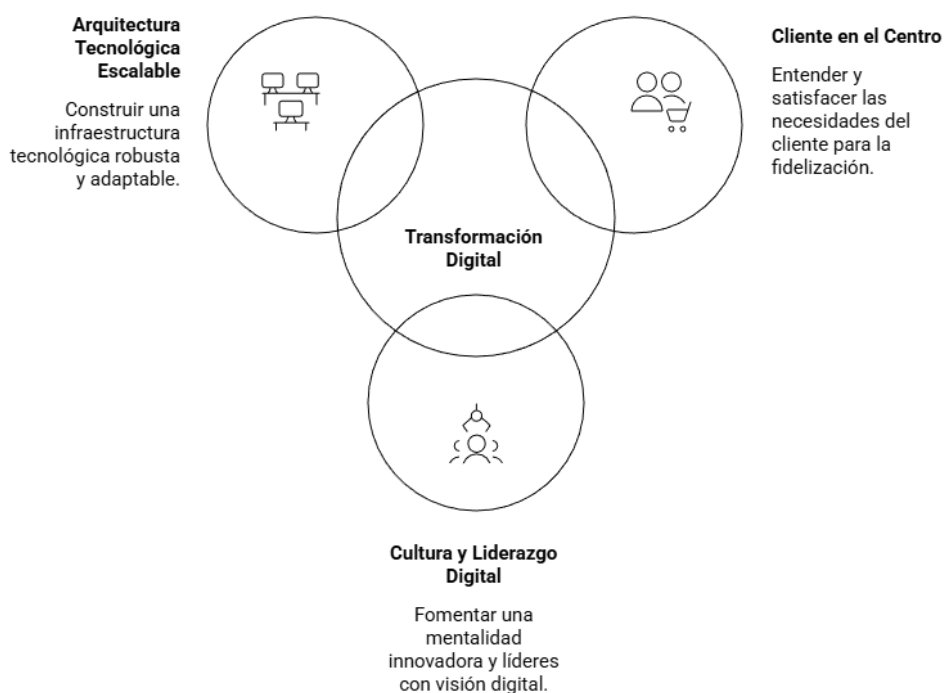 Arquitectura
Tecnológica
Escalable
Construir una
infraestructura
tecnológica robusta
y adaptable.
Cliente en el Centro
Entender y
satisfacer las
necesidades del
cliente para la
fidelización.
Transformación
Digital
Cultura y Liderazgo
Digital
Fomentar una
mentalidad
innovadora y líderes
con visión digital.